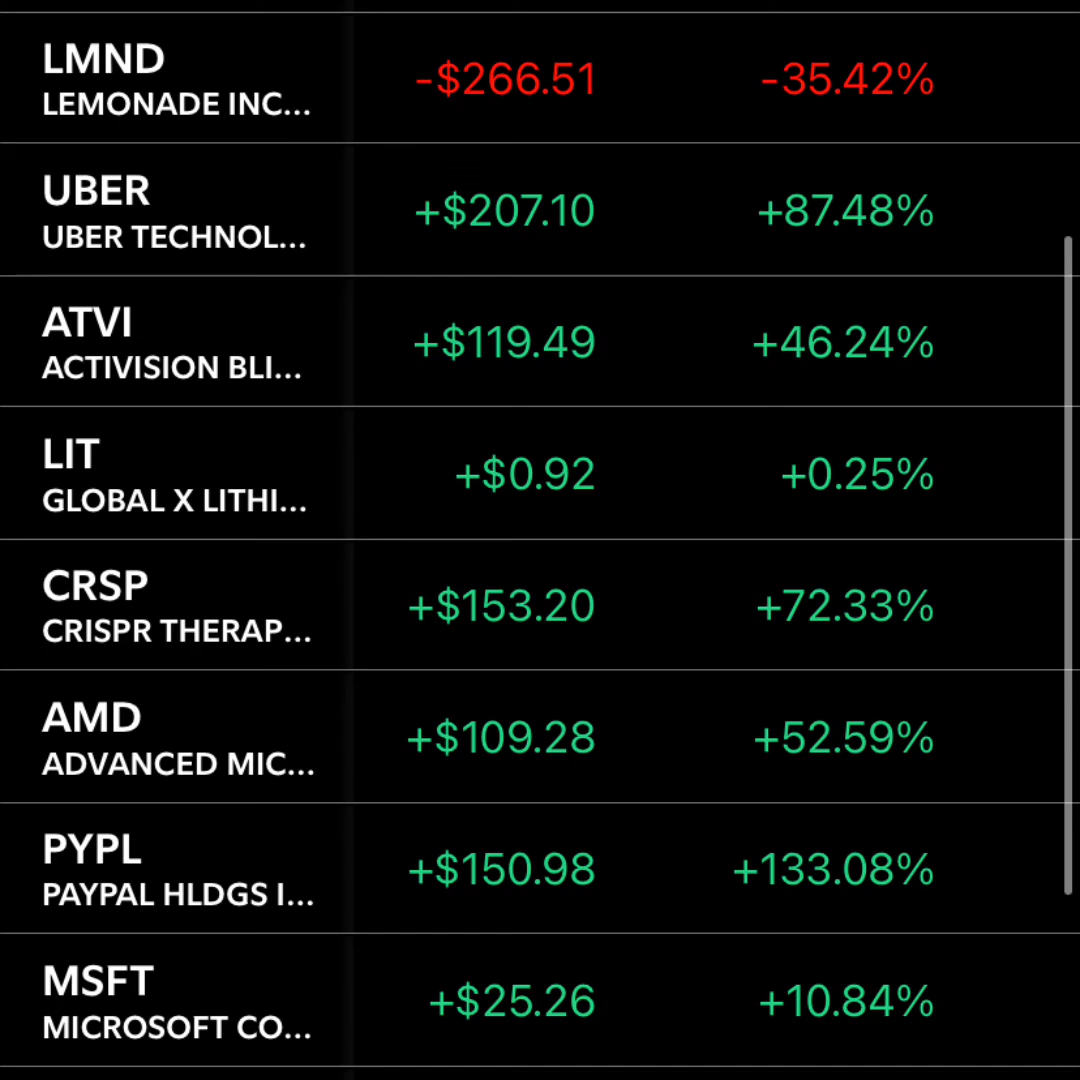 LMND
LEMONADE INC...
-$266.51 -35.42%
UBER
UBER TECHNOL...
+$207.10 +87.48%
ATVI
ACTIVISION BLI...
+$119.49 +46.24%
LIT
GLOBAL X LITHI...
+$0.92 +0.25%
CRSP
CRISPR THERAP...
+$153.20 +72.33%
AMD
ADVANCED MIC...
+$109.28 +52.59%
PYPL
PAYPAL HLDGS I...
+$150.98 +133.08%
MSFT
MICROSOFT CO...
+$25.26 +10.84%